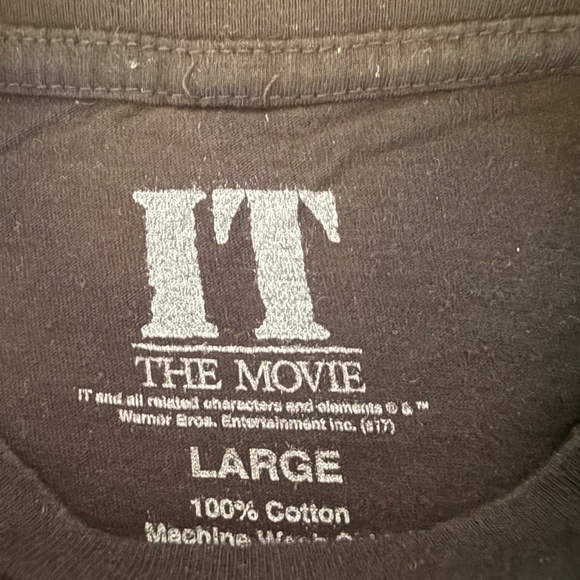 IT
THE MOVIE
IT and all related characters and elements © & ™
Warner Bros. Entertainment Inc. (s17)
LARGE
100% Cotton
Machine Wash